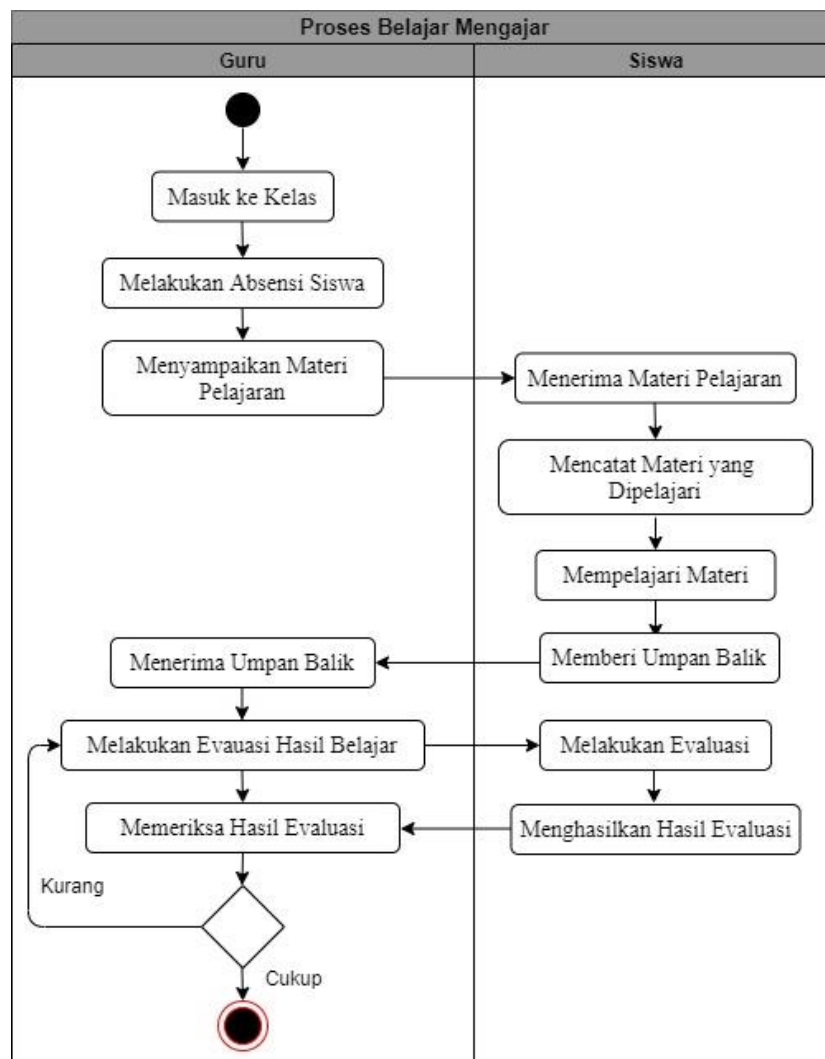 Proses Belajar Mengajar
Guru
Siswa
Masuk ke Kelas
Melakukan Absensi Siswa
Menyampaikan Materi
Pelajaran
Menerima Materi Pelajaran
Mencatat Materi yang
Dipelajari
Mempelajari Materi
Memberi Umpan Balik
Menerima Umpan Balik
Melakukan Evauasi Hasil Belajar
Melakukan Evaluasi
Menghasilkan Hasil Evaluasi
Memeriksa Hasil Evaluasi
Kurang
Cukup